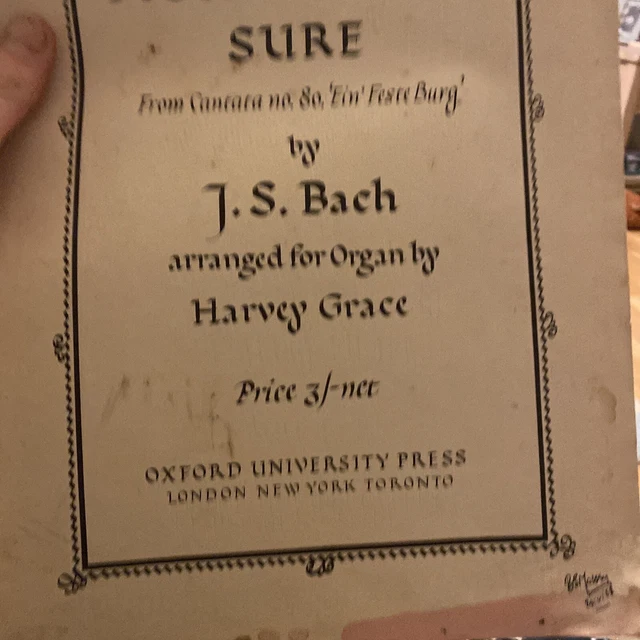 SURE
From Cantata no. 80, 'Ein' Feste Burg'
by
J. S. Bach
arranged for Organ by
Harvey Grace
Price 3/- net
OXFORD UNIVERSITY PRESS
LONDON NEW YORK TORONTO